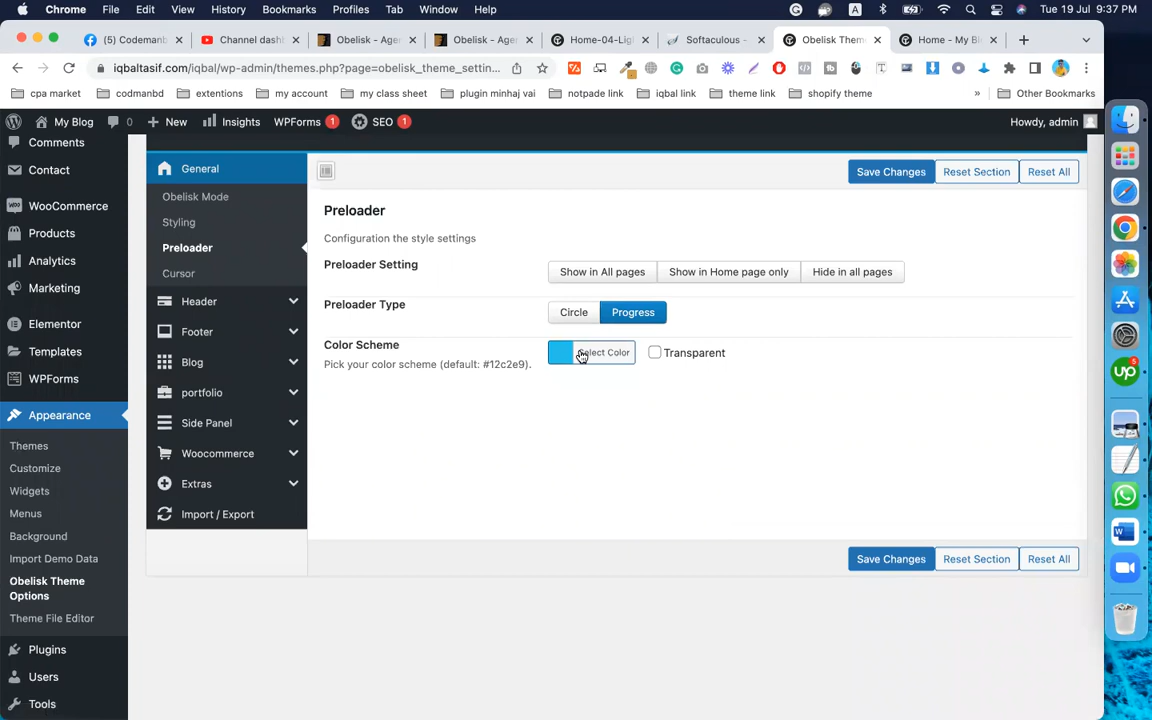 Chrome File Edit View History Bookmarks Profiles Tab Window Help A Tue 19 Jul 9:37 PM
(5) Codemanb Channel dash Obelisk - Age Obelisk - Age Home-04-Lig Softaculous - Obelisk Them Home - My Bl
iqbaltasif.com/iqbal/wp-admin/themes.php?page=obelisk_theme_settin...
cpa market codmanbd extentions my account my class sheet plugin minhaj vai notpade link iqbal link theme link shopify theme » Other Bookmarks
My Blog 0 New Insights WPForms 1 SEO 1 Howdy, admin
Comments
Contact
WooCommerce
Products
Analytics
Marketing
Elementor
Templates
WPForms
Appearance
Themes
Customize
Widgets
Menus
Background
Import Demo Data
Obelisk Theme
Options
Theme File Editor
Plugins
Users
Tools
General
Obelisk Mode
Styling
Preloader
Cursor
Header
Footer
Blog
portfolio
Side Panel
Woocommerce
Extras
Import / Export
Save Changes Reset Section Reset All
Preloader
Configuration the style settings
Preloader Setting
Show in All pages Show in Home page only Hide in all pages
Preloader Type
Circle Progress
Color Scheme
Pick your color scheme (default: #12c2e9).
Select Color Transparent
Save Changes Reset Section Reset All
up 5
W